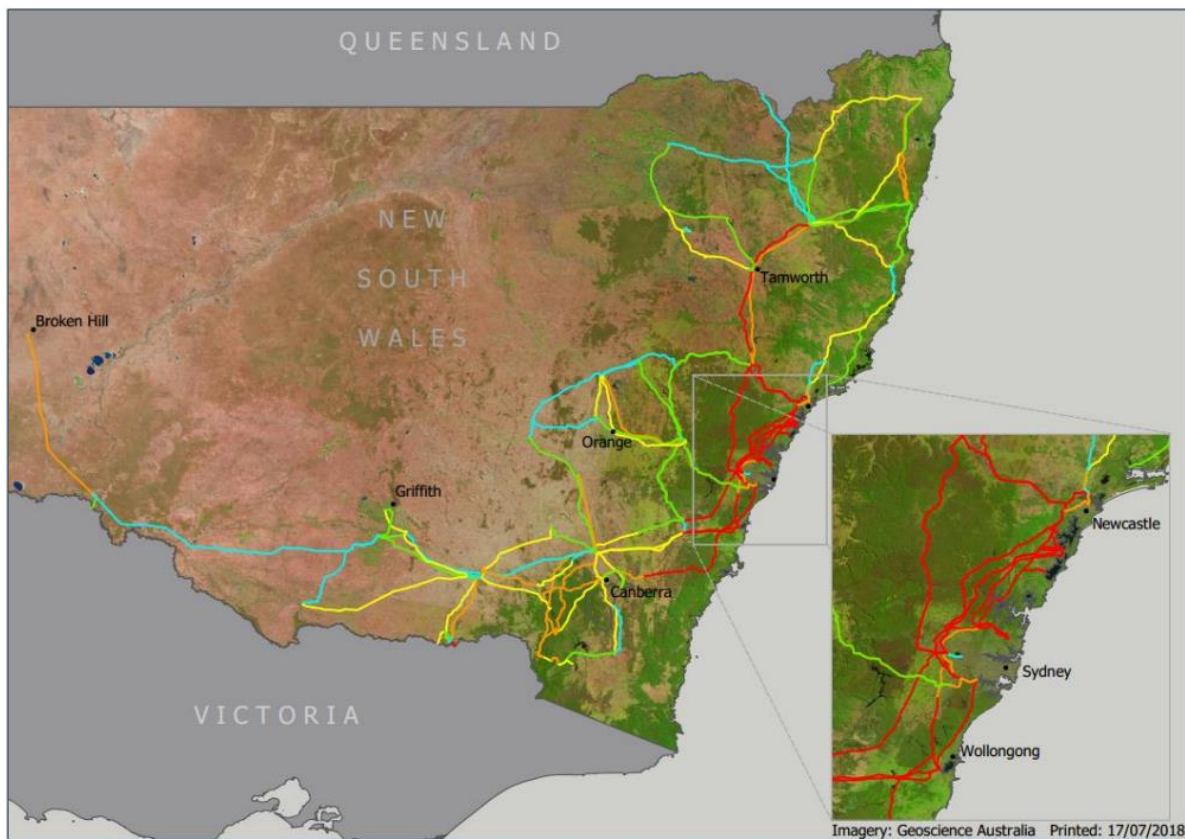 QUEENSLAND
NEW
SOUTH
WALES
Tamworth
Broken Hill
Orange
Griffith
Canberra
Newcastle
Sydney
Wollongong
VICTORIA
Imagery: Geoscience Australia Printed: 17/07/2018